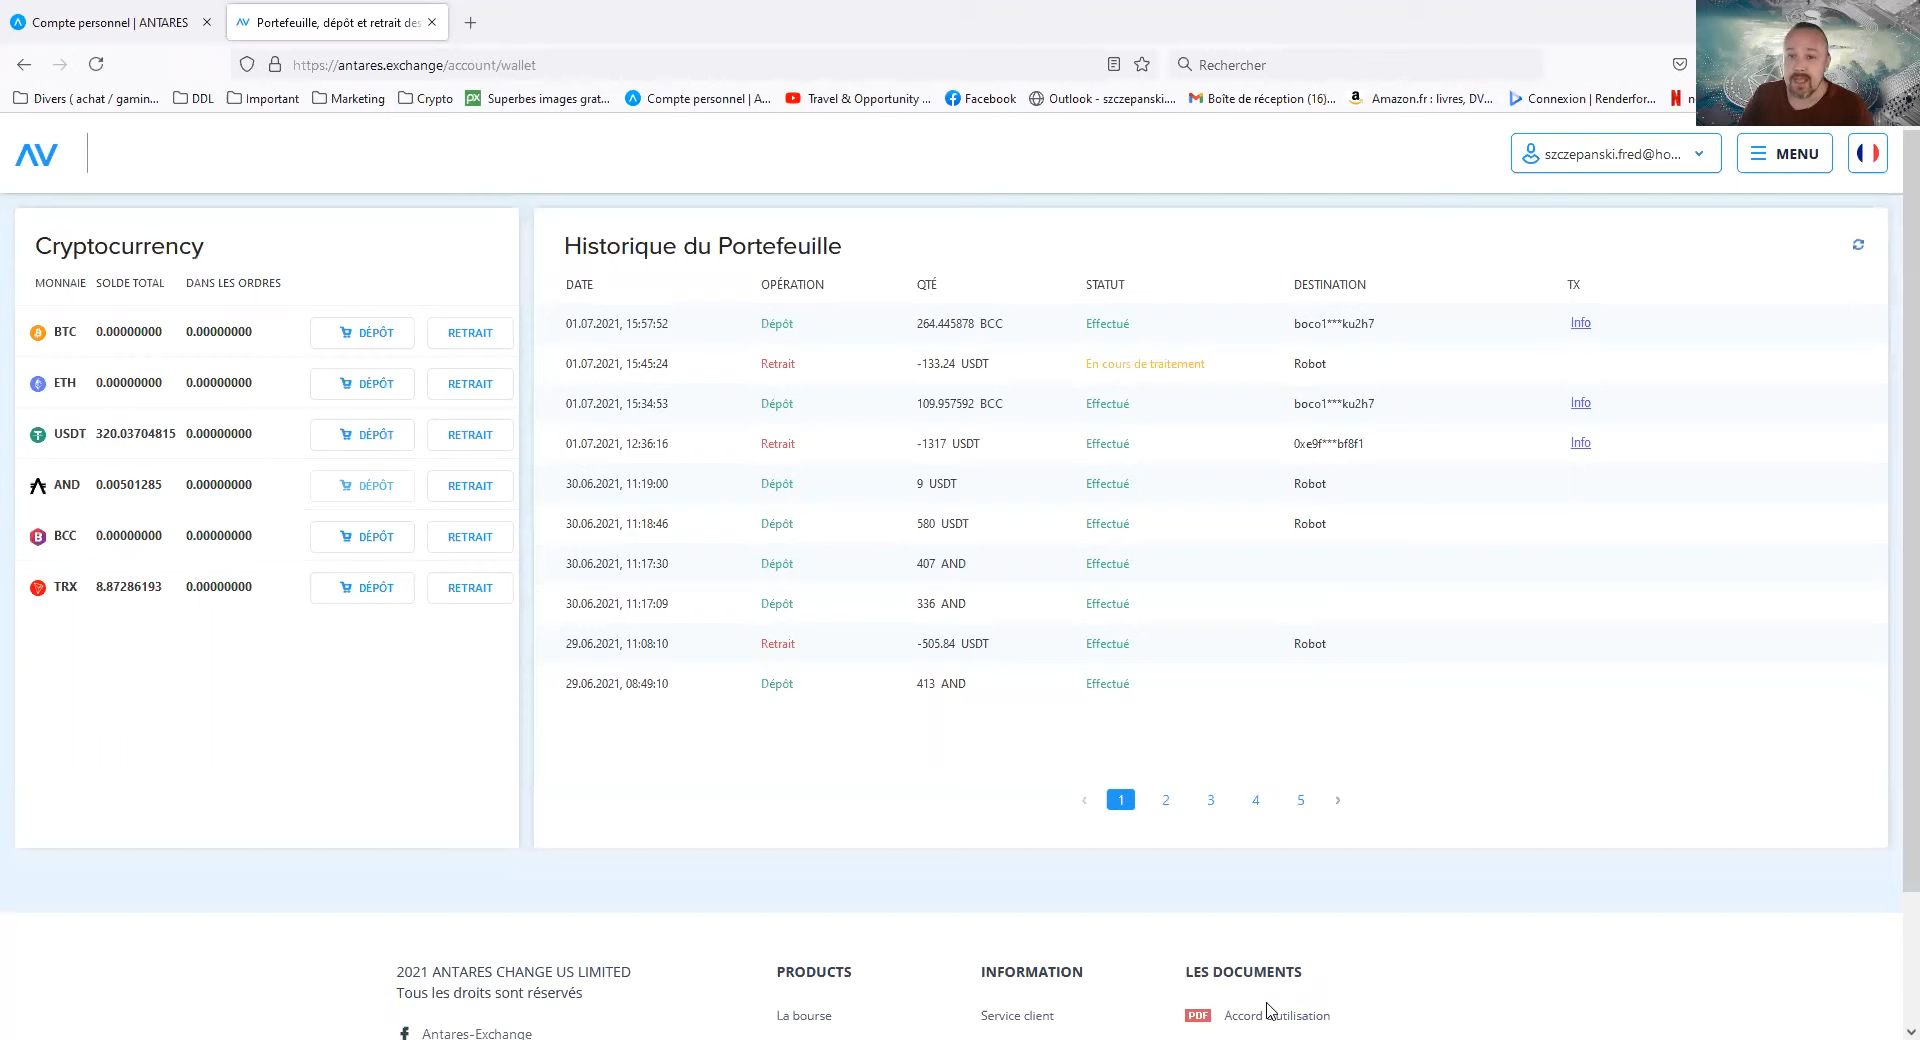 Compte personnel | ANTARES
Portefeuille, dépôt et retrait des
https://antares.exchange/account/wallet
Rechercher
Divers ( achat / gamin... DDL Important Marketing Crypto Superbes images grat... Compte personnel | A... Travel & Opportunity ... Facebook Outlook - szczepanski.... Boîte de réception (16)... Amazon.fr : livres, DV... Connexion | Renderfor...
szczepanski.fred@ho... MENU
Cryptocurrency
MONNAIE SOLDE TOTAL DANS LES ORDRES
BTC 0.00000000 0.00000000 DÉPÔT RETRAIT
ETH 0.00000000 0.00000000 DÉPÔT RETRAIT
USDT 320.03704815 0.00000000 DÉPÔT RETRAIT
AND 0.00501285 0.00000000 DÉPÔT RETRAIT
BCC 0.00000000 0.00000000 DÉPÔT RETRAIT
TRX 8.87286193 0.00000000 DÉPÔT RETRAIT
Historique du Portefeuille
DATE OPÉRATION QTÉ STATUT DESTINATION TX
01.07.2021, 15:57:52 Dépôt 264.445878 BCC Effectué boco1***ku2h7 Info
01.07.2021, 15:45:24 Retrait -133.24 USDT En cours de traitement Robot
01.07.2021, 15:34:53 Dépôt 109.957592 BCC Effectué boco1***ku2h7 Info
01.07.2021, 12:36:16 Retrait -1317 USDT Effectué 0xe9f***bf8f1 Info
30.06.2021, 11:19:00 Dépôt 9 USDT Effectué Robot
30.06.2021, 11:18:46 Dépôt 580 USDT Effectué Robot
30.06.2021, 11:17:30 Dépôt 407 AND Effectué
30.06.2021, 11:17:09 Dépôt 336 AND Effectué
29.06.2021, 11:08:10 Retrait -505.84 USDT Effectué Robot
29.06.2021, 08:49:10 Dépôt 413 AND Effectué
1 2 3 4 5
2021 ANTARES CHANGE US LIMITED
Tous les droits sont réservés
Antares-Exchange
PRODUCTS
La bourse
INFORMATION
Service client
LES DOCUMENTS
PDF Accord utilisation